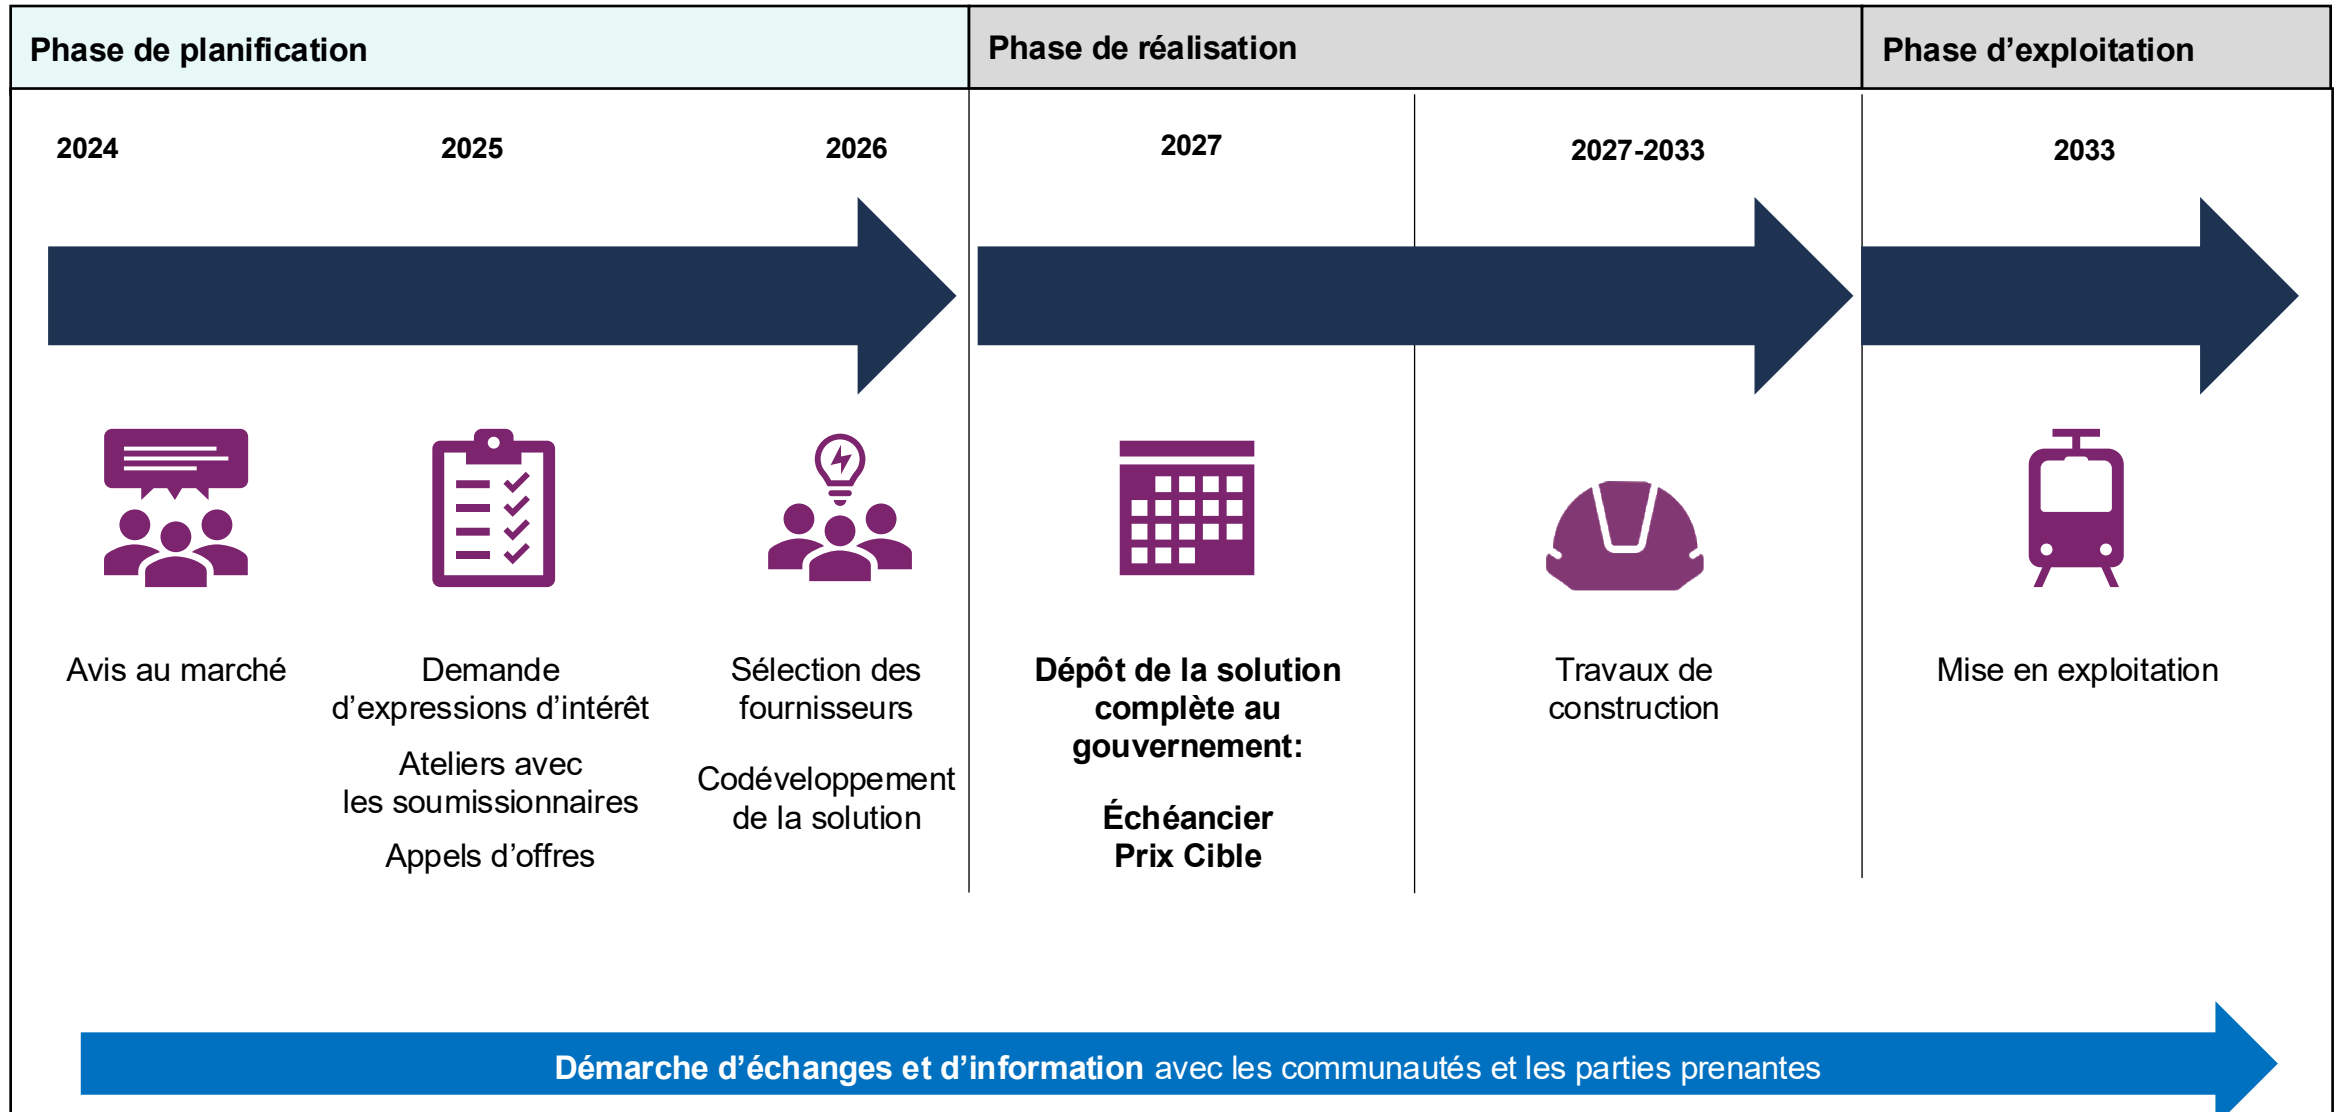 Phase de planification
Phase de réalisation
Phase d’exploitation
2024
2025
2026
2027
2027-2033
2033
Avis au marché
Demande
d’expressions d’intérêt
Ateliers avec
les soumissionnaires
Appels d’offres
Sélection des
fournisseurs
Codéveloppement
de la solution
Dépôt de la solution
complète au
gouvernement:
Échéancier
Prix Cible
Travaux de
construction
Mise en exploitation
Démarche d’échanges et d’information avec les communautés et les parties prenantes